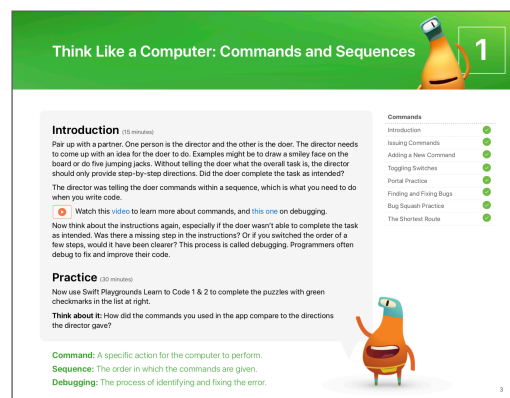 Think Like a Computer: Commands and Sequences
1
Introduction (15 minutes)
Pair up with a partner. One person is the director and the other is the doer. The director needs
to come up with an idea for the doer to do. Examples might be to draw a smiley face on the
board or do five jumping jacks. Without telling the doer what the overall task is, the director
should only provide step-by-step directions. Did the doer complete the task as intended?
The director was telling the doer commands within a sequence, which is what you need to do
when you write code.
Watch this video to learn more about commands, and this one on debugging.
Now think about the instructions again, especially if the doer wasn't able to complete the task
as intended. Was there a missing step in the instructions? Or if you switched the order of a
few steps, would it have been clearer? This process is called debugging. Programmers often
debug to fix and improve their code.
Practice (30 minutes)
Now use Swift Playgrounds Learn to Code 1 & 2 to complete the puzzles with green
checkmarks in the list at right.
Think about it: How did the commands you used in the app compare to the directions
the director gave?
Command: A specific action for the computer to perform.
Sequence: The order in which the commands are given.
Debugging: The process of identifying and fixing the error.
Commands
Introduction
Issuing Commands
Adding a New Command
Toggling Switches
Portal Practice
Finding and Fixing Bugs
Bug Squash Practice
The Shortest Route
3